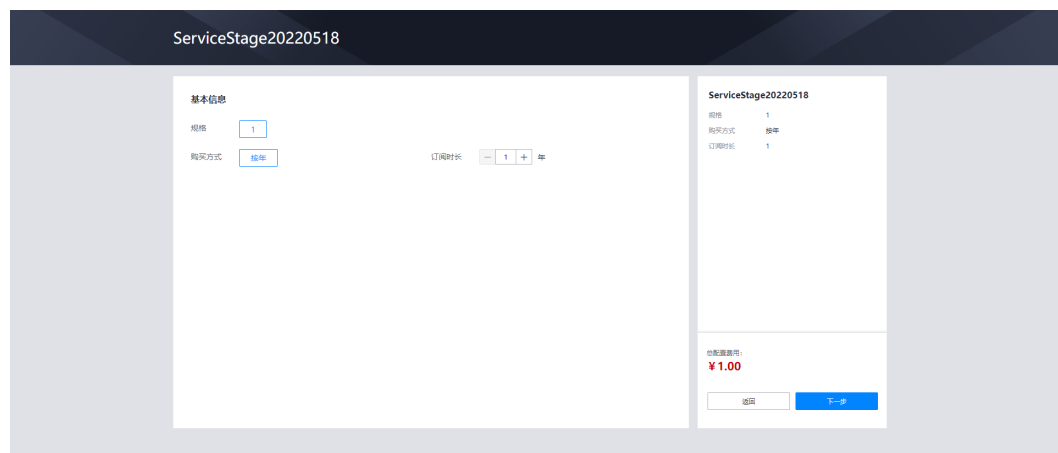 ServiceStage20220518
基本信息
规格 1
购买方式 按年 订阅时长 － 1 ＋ 年
ServiceStage20220518
规格 1
购买方式 按年
订阅时长 1
总配置费用：
¥1.00
返回 下一步